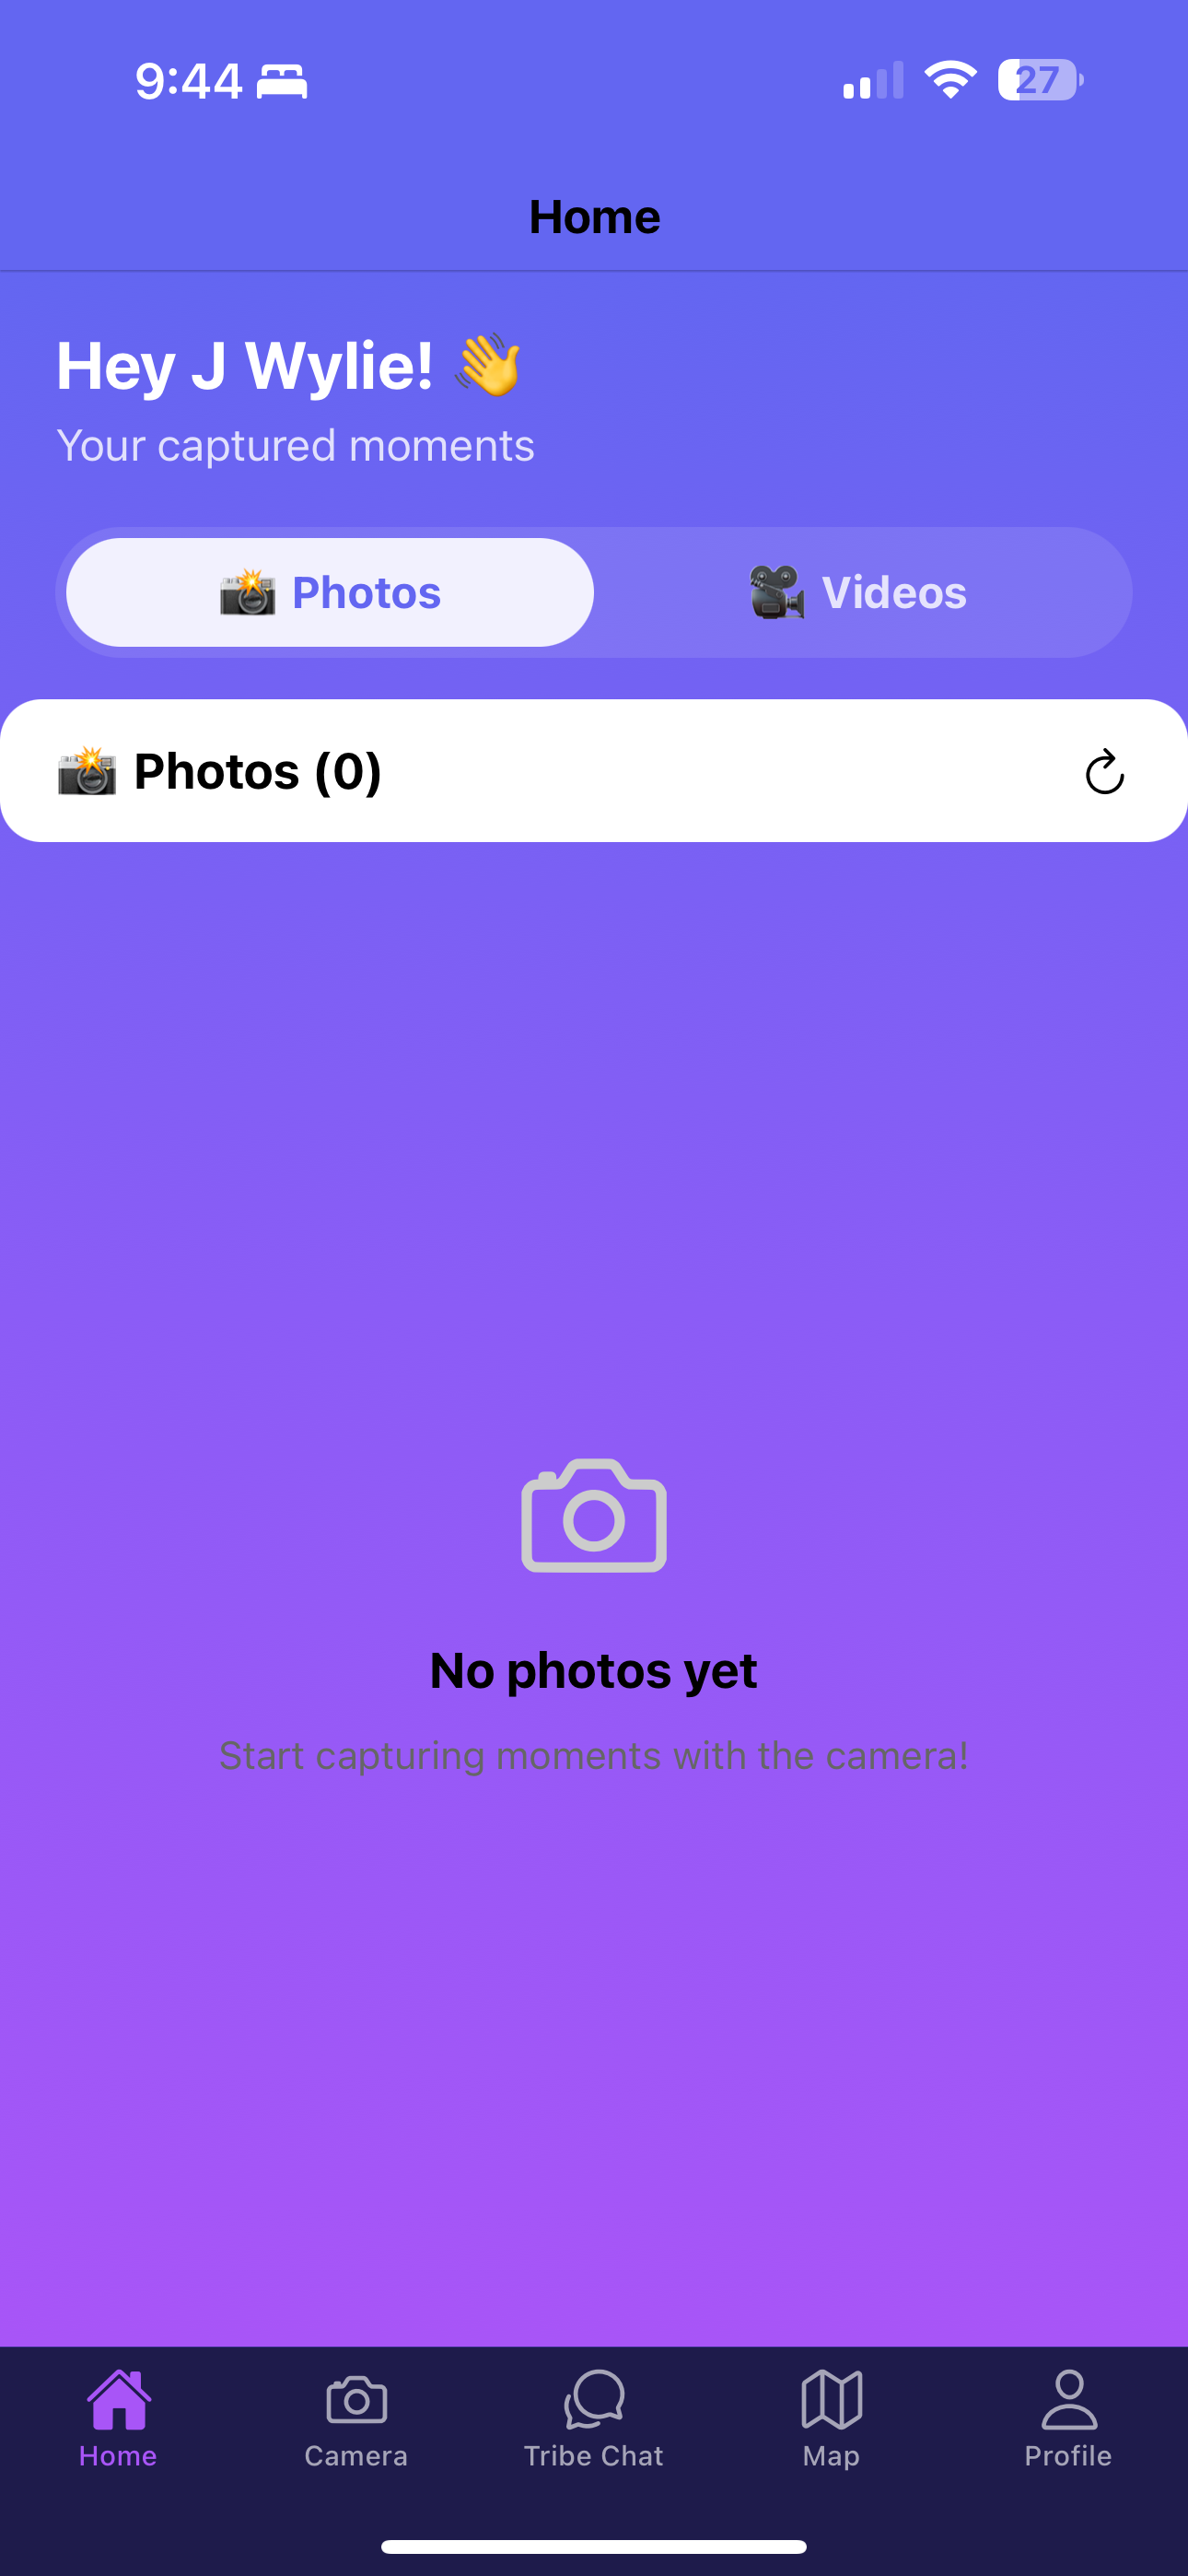 9:44
27
Home
Hey J Wylie! 👋
Your captured moments
📸 Photos
🎥 Videos
📸 Photos (0)
No photos yet
Start capturing moments with the camera!
Home
Camera
Tribe Chat
Map
Profile